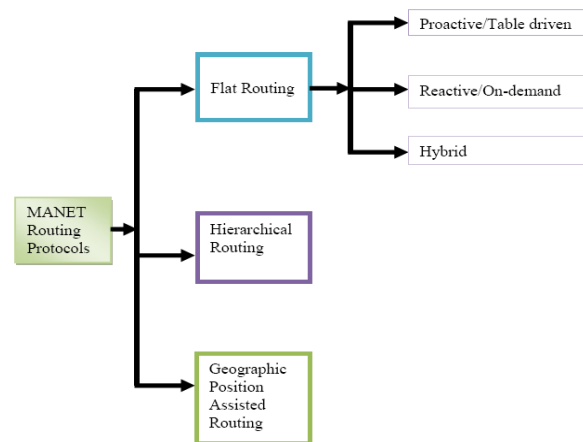 Proactive/Table driven
Flat Routing
Reactive/On-demand
Hybrid
MANET
Routing
Protocols
Hierarchical
Routing
Geographic
Position
Assisted
Routing